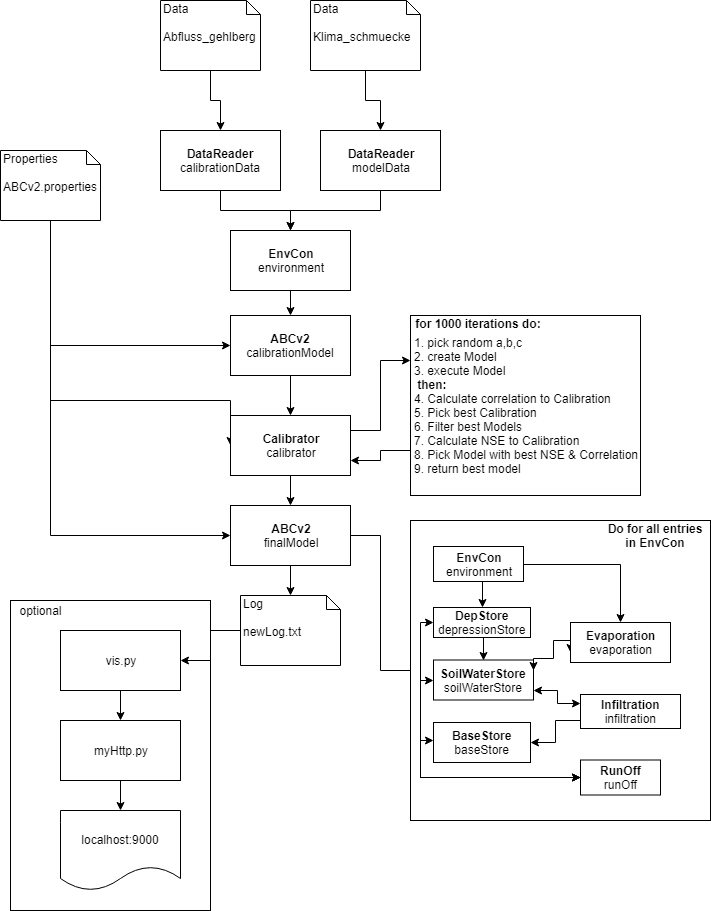 Data
Abfluss_gehlberg
Data
Klima_schmuecke
DataReader
calibrationData
DataReader
modelData
Properties
ABCv2.properties
EnvCon
environment
ABCv2
calibrationModel
for 1000 iterations do:
1. pick random a,b,c
2. create Model
3. execute Model
then:
4. Calculate correlation to Calibration
5. Pick best Calibration
6. Filter best Models
7. Calculate NSE to Calibration
8. Pick Model with best NSE & Correlation
9. return best model
Calibrator
calibrator
ABCv2
finalModel
Do for all entries
in EnvCon
EnvCon
environment
DepStore
depressionStore
Evaporation
evaporation
SoilWaterStore
soilWaterStore
Infiltration
infiltration
BaseStore
baseStore
RunOff
runOff
Log
newLog.txt
optional
vis.py
myHttp.py
localhost:9000